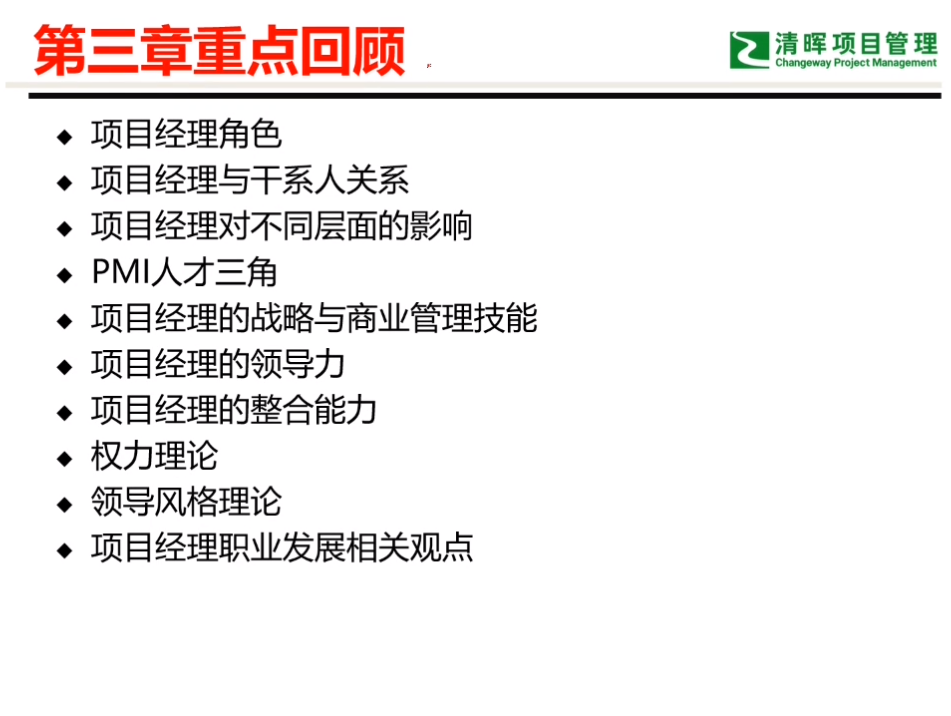 第三章重点回顾
清晖项目管理
Changeway Project Management
◆ 项目经理角色
◆ 项目经理与干系人关系
◆ 项目经理对不同层面的影响
◆ PMI人才三角
◆ 项目经理的战略与商业管理技能
◆ 项目经理的领导力
◆ 项目经理的整合能力
◆ 权力理论
◆ 领导风格理论
◆ 项目经理职业发展相关观点